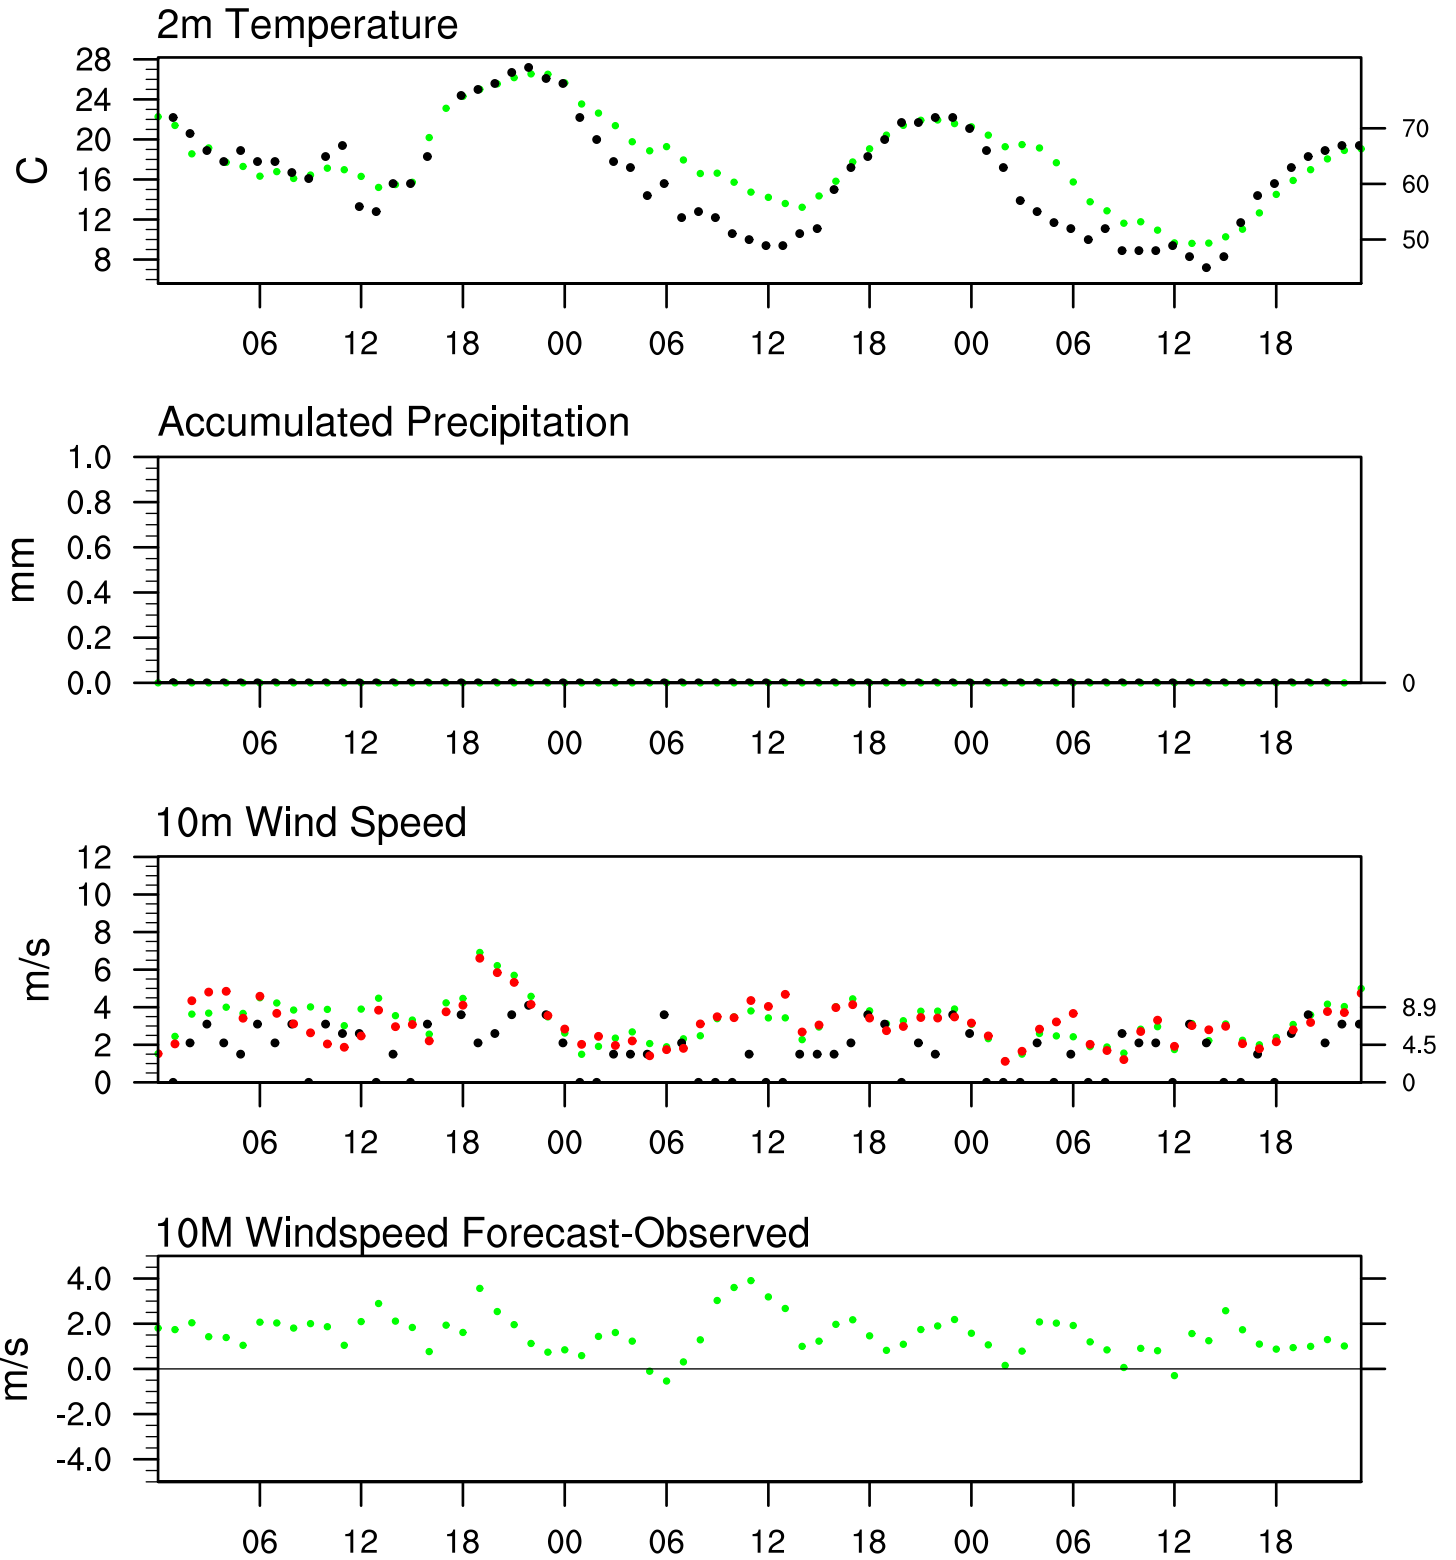 2m Temperature
28
24
20
16
12
8
C
70
60
50
06 12 18 00 06 12 18 00 06 12 18
Accumulated Precipitation
1.0
0.8
0.6
0.4
0.2
0.0
mm
0
06 12 18 00 06 12 18 00 06 12 18
10m Wind Speed
12
10
8
6
4
2
0
m/s
8.9
4.5
0
06 12 18 00 06 12 18 00 06 12 18
10M Windspeed Forecast-Observed
4.0
2.0
0.0
-2.0
-4.0
m/s
06 12 18 00 06 12 18 00 06 12 18